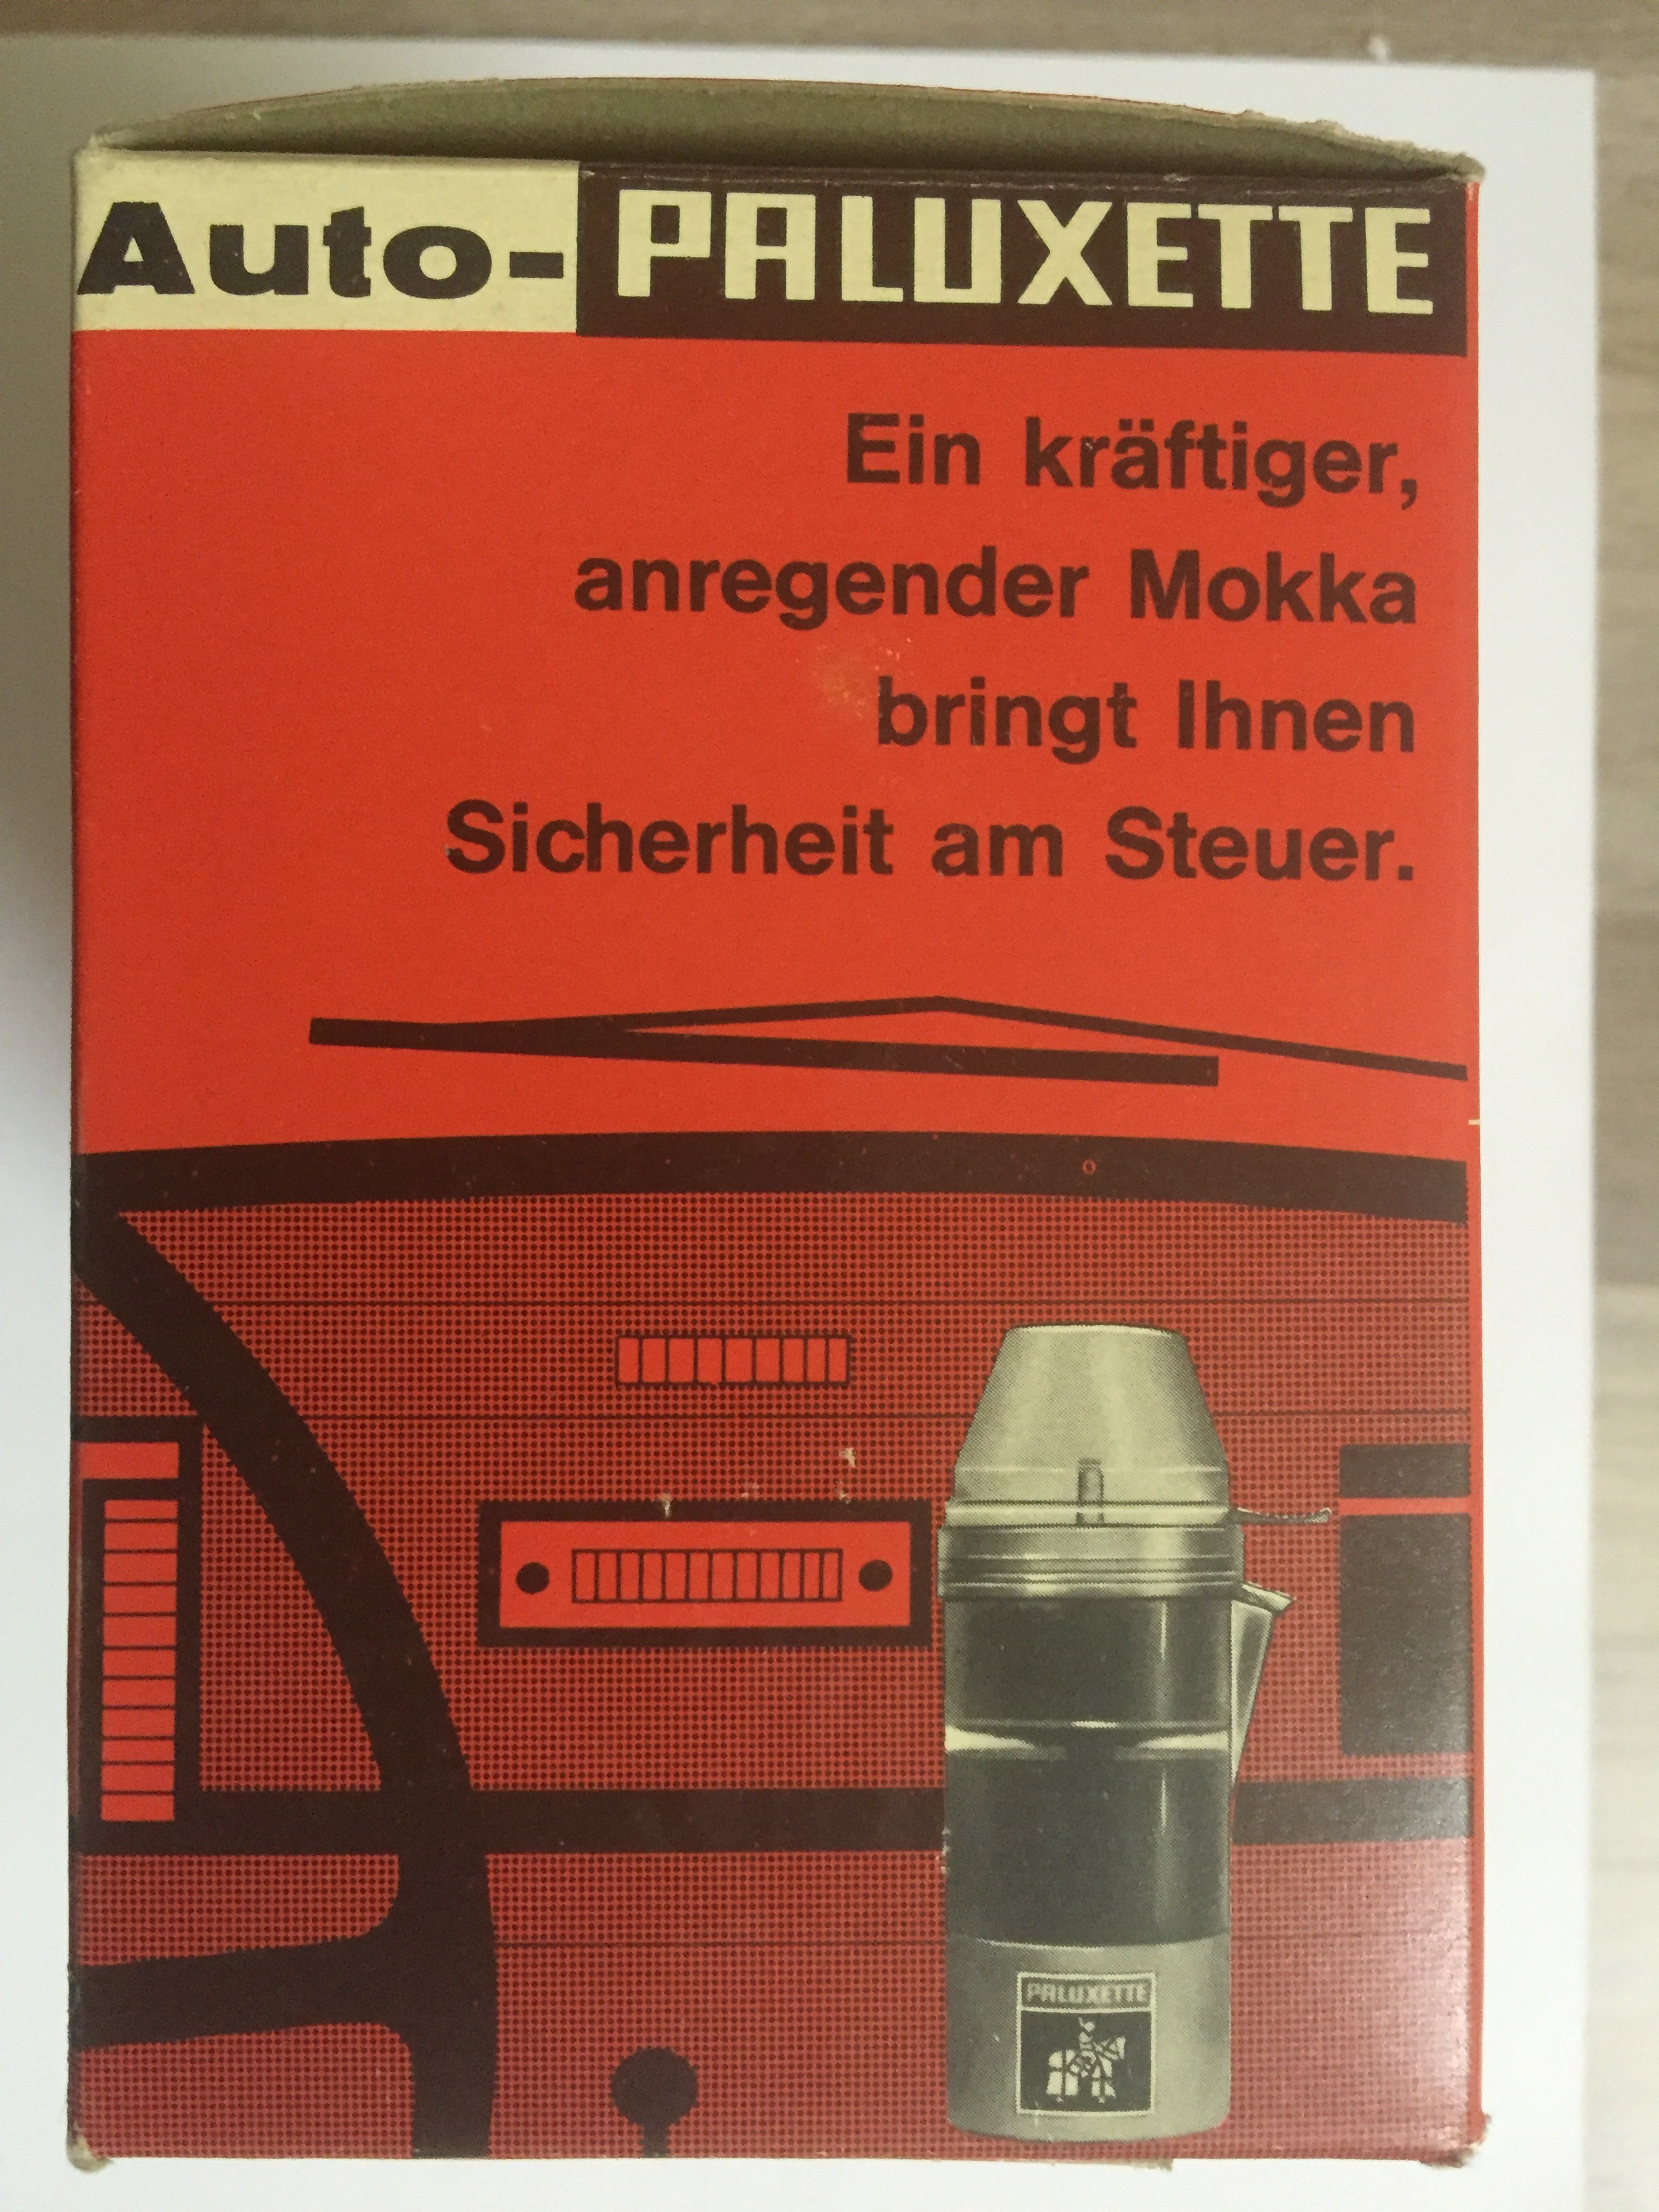 Auto-PALUXETTE
Ein kräftiger,
anregender Mokka
bringt Ihnen
Sicherheit am Steuer.
PALUXETTE